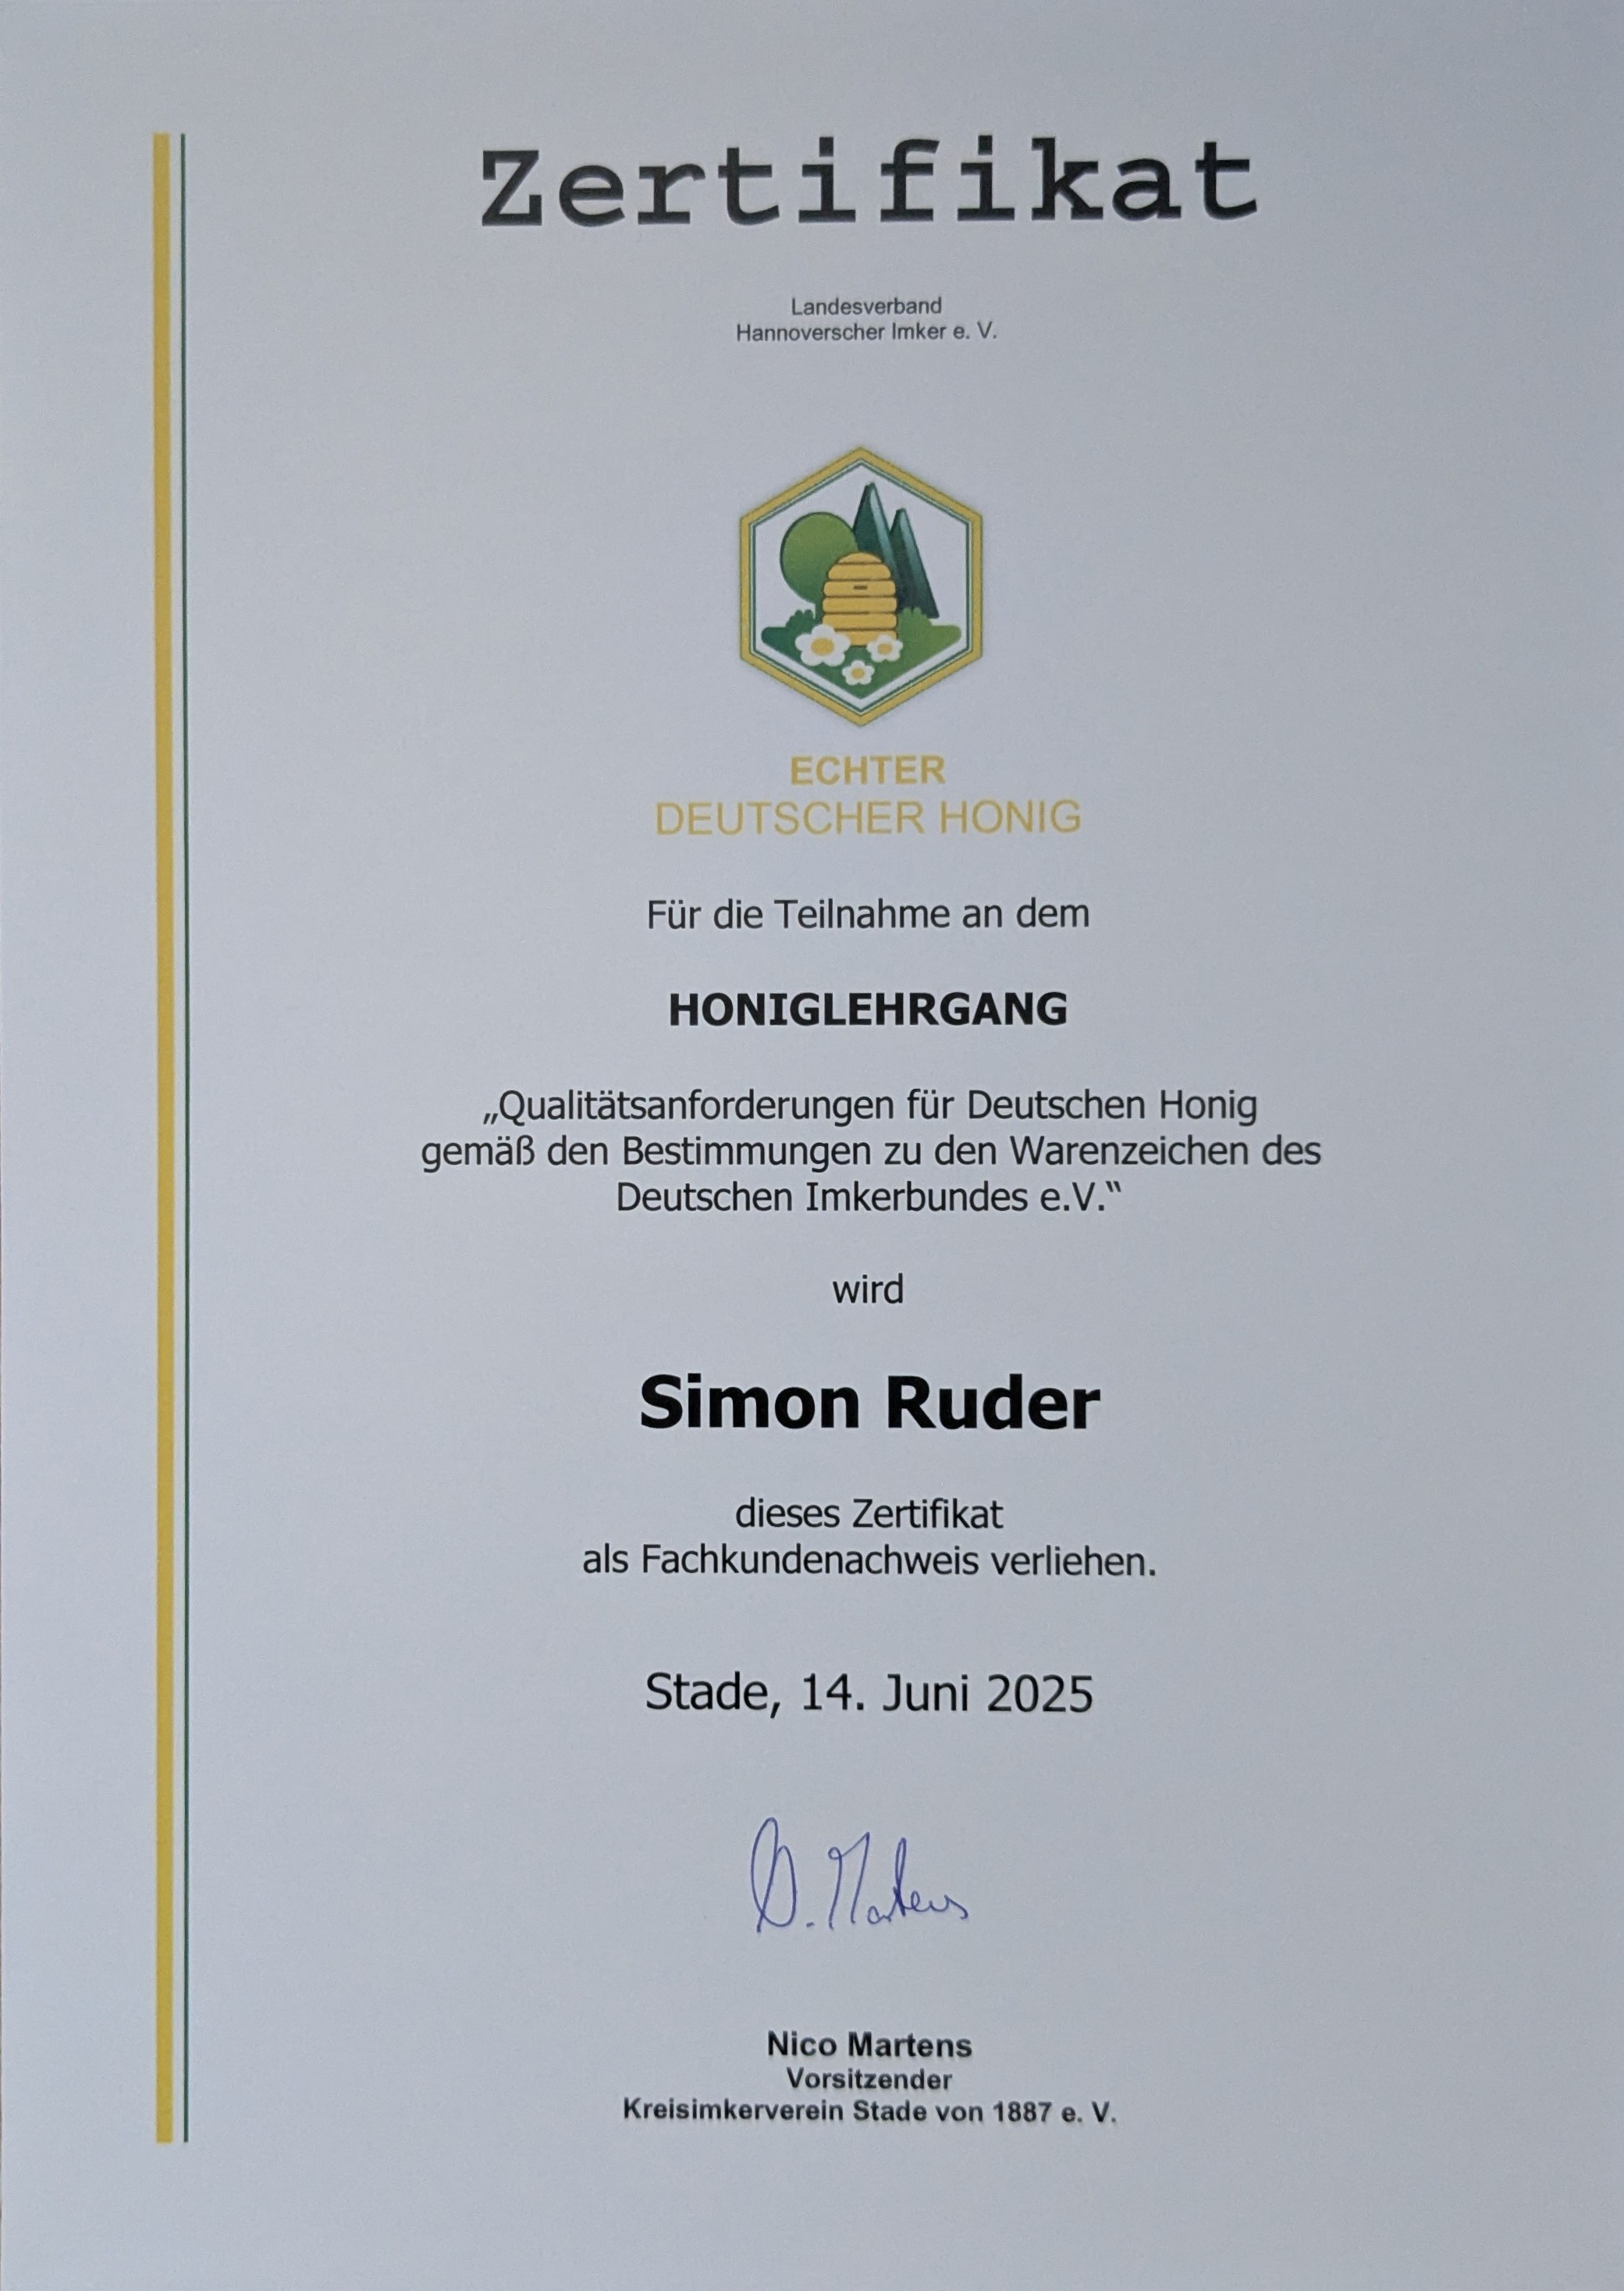 Zertifikat
Landesverband
Hannoverscher Imker e. V.
ECHTER
DEUTSCHER HONIG
Für die Teilnahme an dem
HONIGLEHRGANG
„Qualitätsanforderungen für Deutschen Honig
gemäß den Bestimmungen zu den Warenzeichen des
Deutschen Imkerbundes e.V.“
wird
Simon Ruder
dieses Zertifikat
als Fachkundenachweis verliehen.
Stade, 14. Juni 2025
N. Martens
Nico Martens
Vorsitzender
Kreisimkerverein Stade von 1887 e. V.